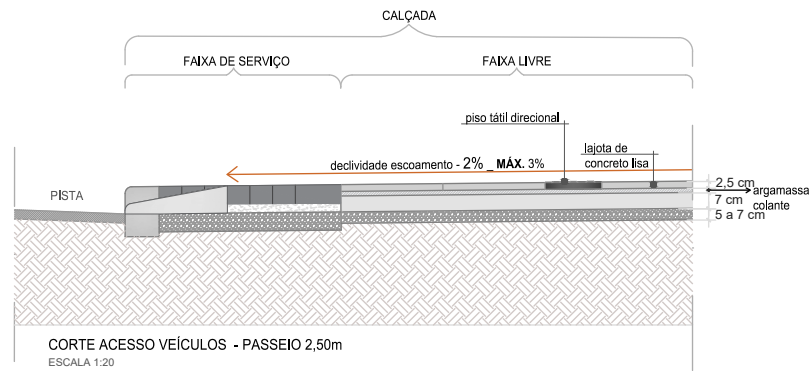 CALÇADA
FAIXA DE SERVIÇO
FAIXA LIVRE
piso tátil direcional
lajota de
concreto lisa
declividade escoamento - 2% _ MÁX. 3%
2,5 cm
argamassa
colante
7 cm
5 a 7 cm
PISTA
CORTE ACESSO VEÍCULOS - PASSEIO 2,50m
ESCALA 1:20